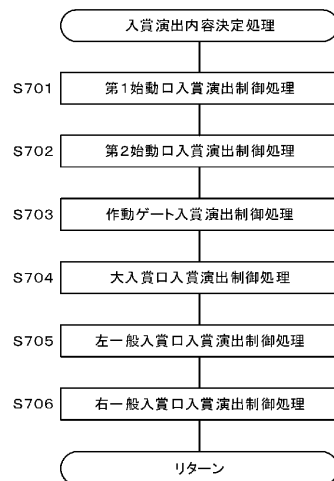 入賞演出内容決定処理
S701 第1始動口入賞演出制御処理
S702 第2始動口入賞演出制御処理
S703 作動ゲート入賞演出制御処理
S704 大入賞口入賞演出制御処理
S705 左一般入賞口入賞演出制御処理
S706 右一般入賞口入賞演出制御処理
リターン